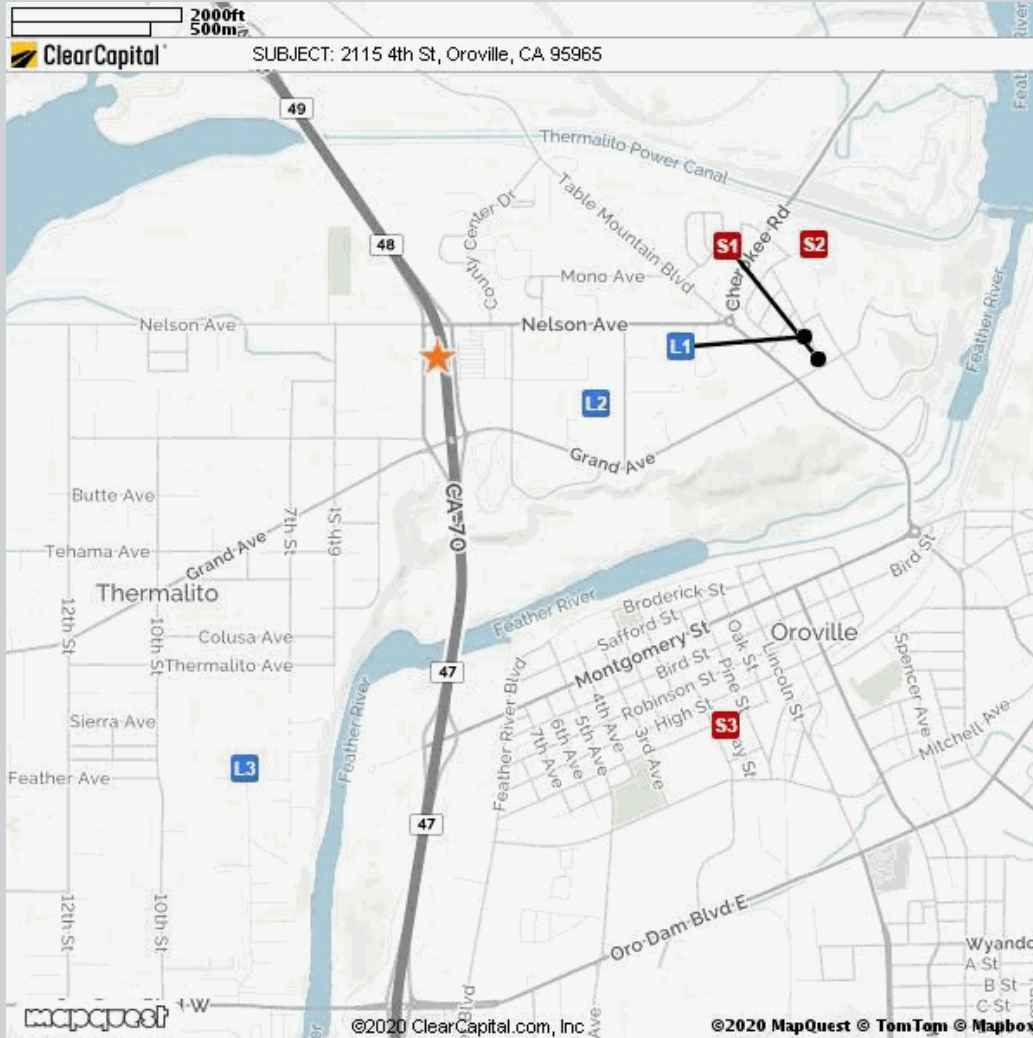 2000ft
500m
ClearCapital
SUBJECT: 2115 4th St, Oroville, CA 95965
49
Thermalito Power Canal
Feather River
Table Mountain Blvd
County Center Dr
48
S1
Cherokee Rd
S2
Mono Ave
Nelson Ave
Nelson Ave
L1
Feather River
L2
Grand Ave
CA-70
Butte Ave
7th St
6th St
Tehama Ave
Grand Ave
Bird St
Thermalito
12th St
10th St
Feather River
Broderick St
Safford St
Montgomery St
Oak St
Oroville
Colusa Ave
Thermalito Ave
Bird St
Pine St
Lincoln St
Spencer Ave
47
Robinson St
High St
4th Ave
5th Ave
6th Ave
7th Ave
3rd Ave
Feather River Blvd
Feather River
Sierra Ave
S3
Mitchell Ave
Feather Ave
L3
47
12th St
10th St
Oro Dam Blvd E
A St
B St
C St
W
Blvd
Ave
mapquest
©2020 ClearCapital.com, Inc
©2020 MapQuest © TomTom © Mapbox